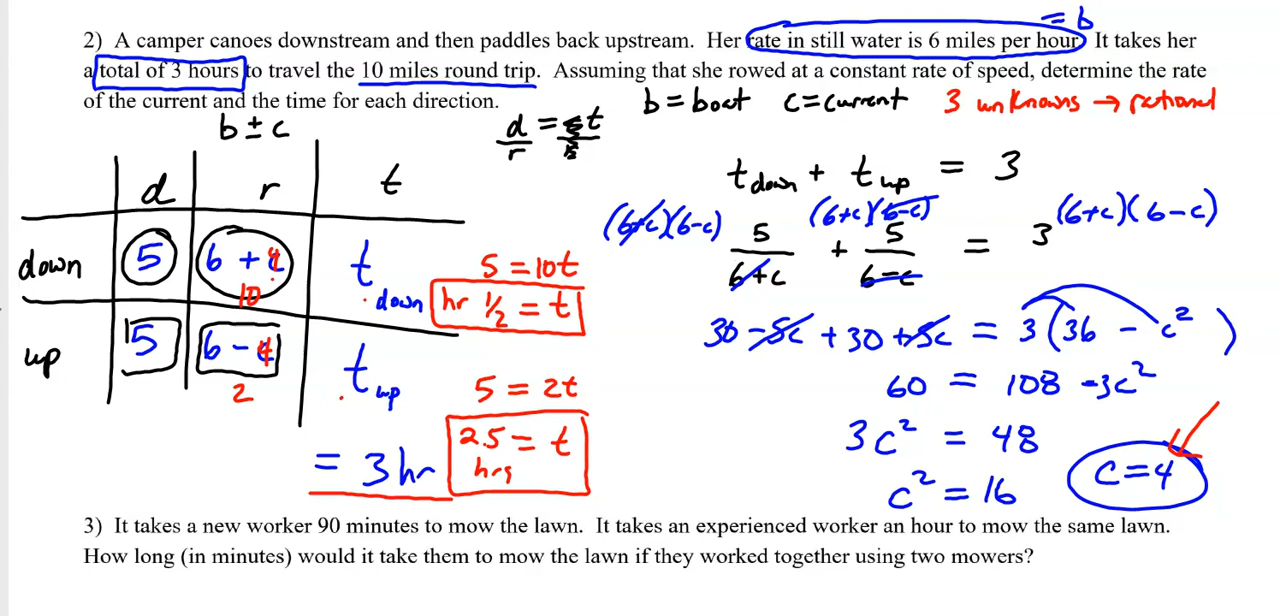 = b
2) A camper canoes downstream and then paddles back upstream. Her rate in still water is 6 miles per hour. It takes her
a total of 3 hours to travel the 10 miles round trip. Assuming that she rowed at a constant rate of speed, determine the rate
of the current and the time for each direction.
b = boat c = current 3 unknowns → rational
b ± c
d/r = rt/r
d r t
down 5 6 + 4 t down
10
5 = 10t
hr 1/2 = t
up 5 6 - 4 t up
2
5 = 2t
2.5 = t
hrs
= 3 hr
t down + t up = 3
(6+c)(6-c) (6+c)(6-c) (6+c)(6-c)
5/(6+c) + 5/(6-c) = 3
30 - 5c + 30 + 5c = 3(36 - c²)
60 = 108 - 3c²
3c² = 48
c² = 16
c = 4
3) It takes a new worker 90 minutes to mow the lawn. It takes an experienced worker an hour to mow the same lawn.
How long (in minutes) would it take them to mow the lawn if they worked together using two mowers?